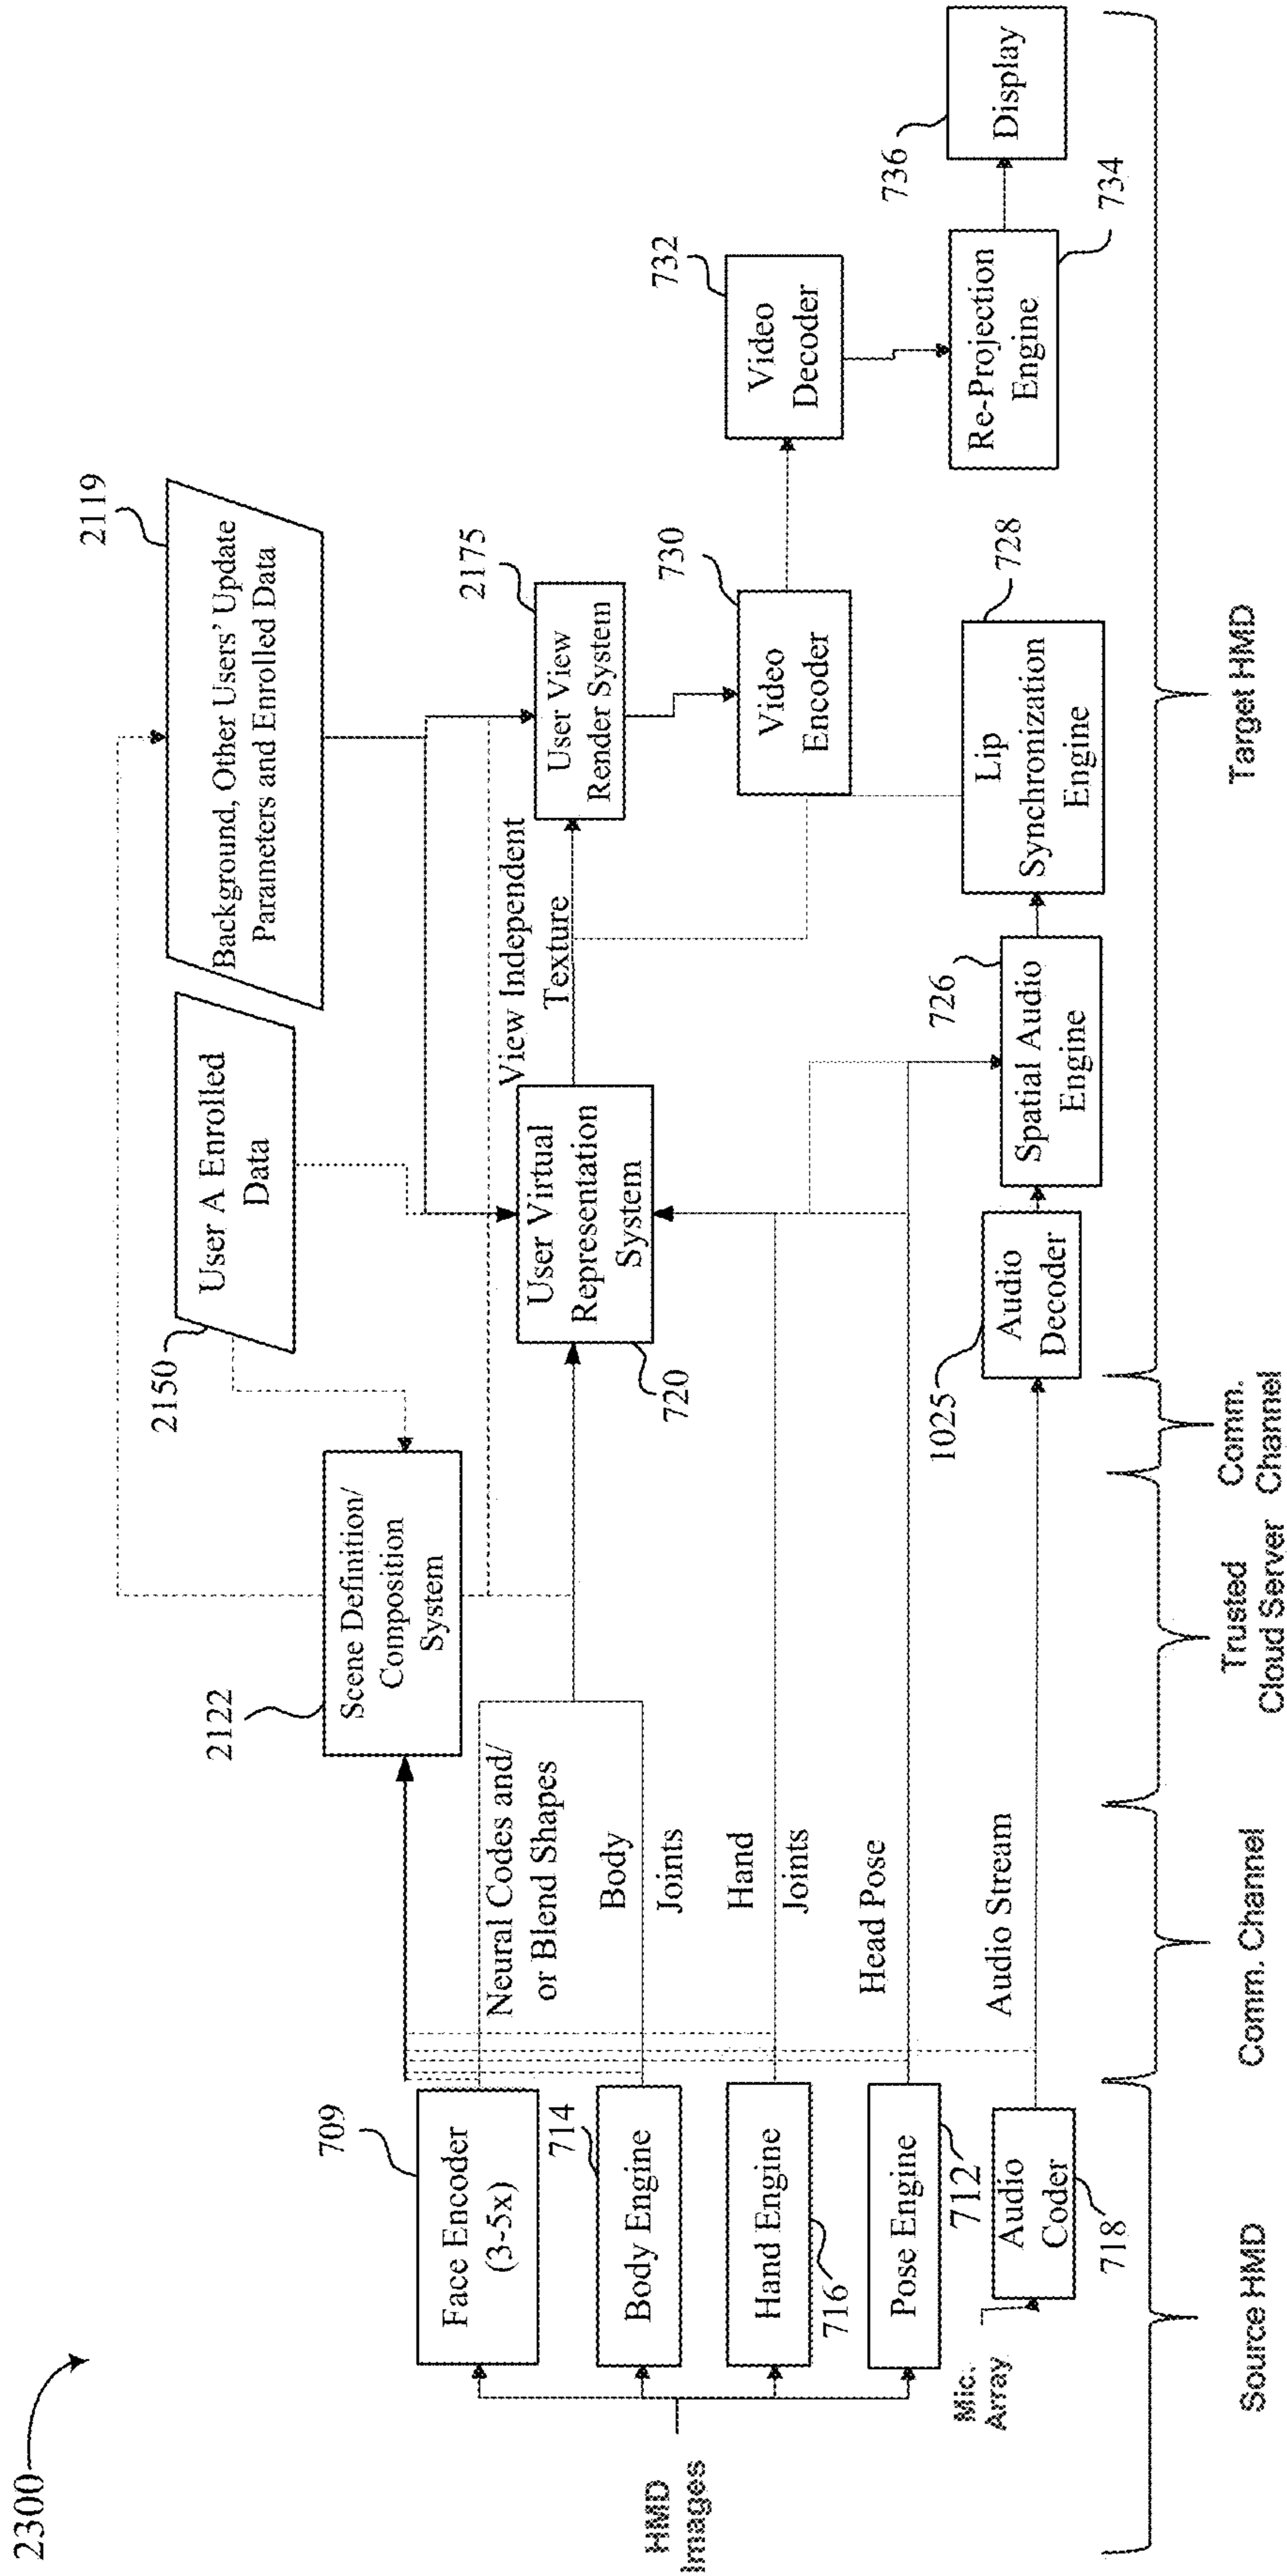 2300
HMD
Images
Mic.
Array
709
Face Encoder
(3-5x)
714
Body Engine
Hand Engine
716
Pose Engine
712
Audio
Coder
718
Neural Codes and/
or Blend Shapes
Body
Joints
Hand
Joints
Head Pose
Audio Stream
2122
Scene Definition/
Composition
System
2150
User A Enrolled
Data
2119
Background, Other Users' Update
Parameters and Enrolled Data
User Virtual
Representation
System
720
View Independent
Texture
2175
User View
Render System
730
Video
Encoder
732
Video
Decoder
Re-Projection
Engine
734
736
Display
1025
Audio
Decoder
726
Spatial Audio
Engine
Lip
Synchronization
Engine
728
Source HMD
Comm. Channel
Trusted
Cloud Server
Comm.
Channel
Target HMD